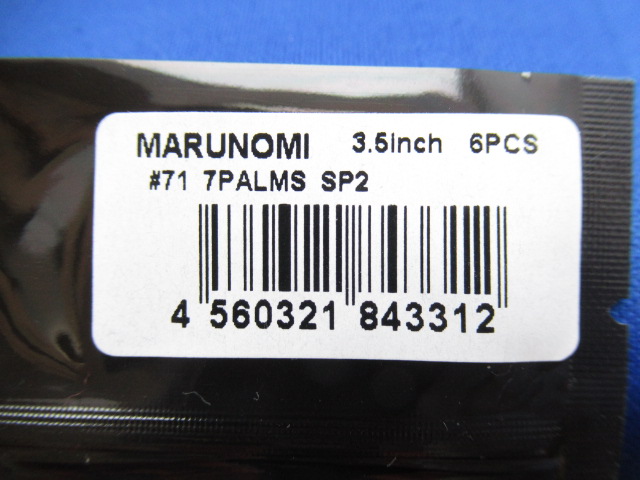 MARUNOMI 3.5inch 6PCS
#71 7PALMS SP2
4 560321 843312